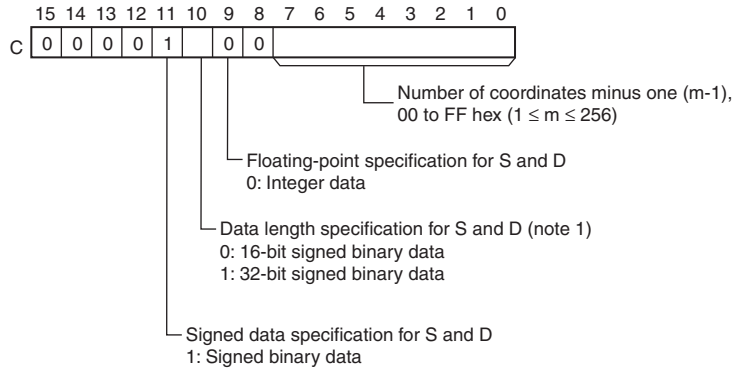 15 14 13 12 11 10 9 8 7 6 5 4 3 2 1 0
C 0 0 0 0 1 0 0
Number of coordinates minus one (m-1),
00 to FF hex (1 ≤ m ≤ 256)
Floating-point specification for S and D
0: Integer data
Data length specification for S and D (note 1)
0: 16-bit signed binary data
1: 32-bit signed binary data
Signed data specification for S and D
1: Signed binary data